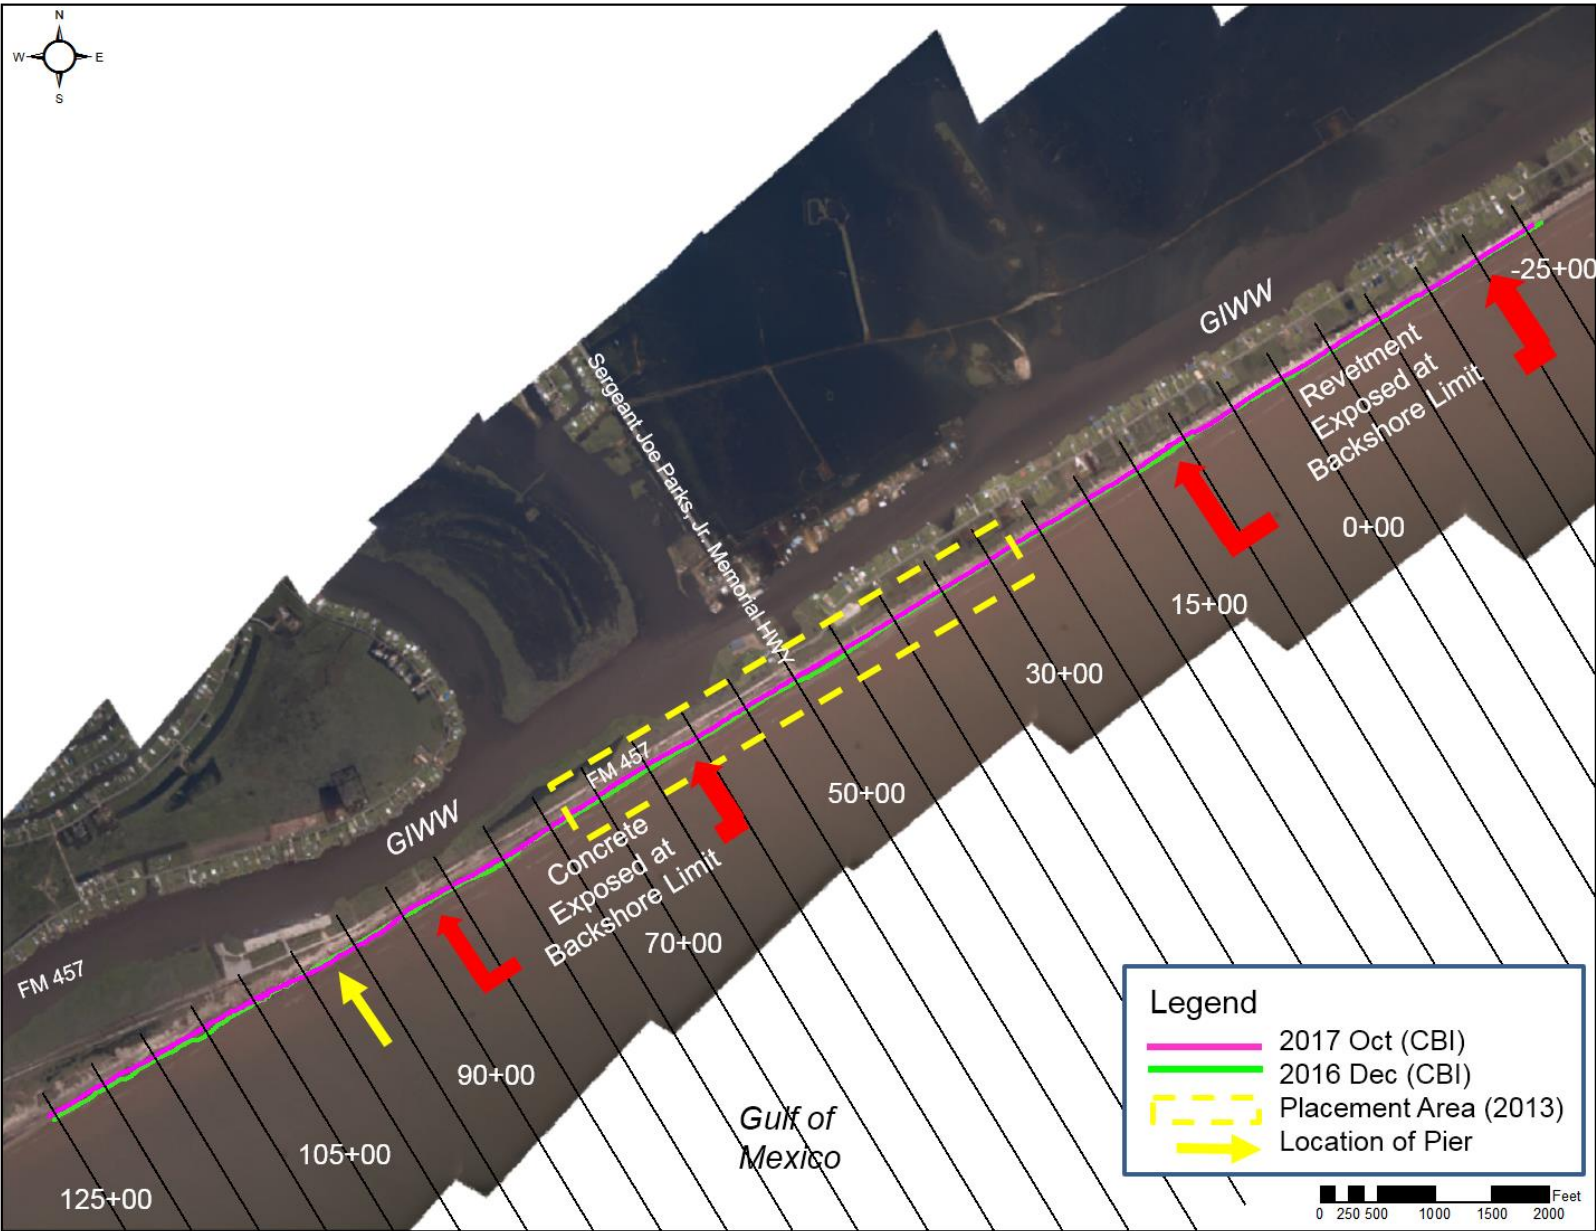 N
W E
S
GIWW
-25+00
Revetment
Exposed at
Backshore Limit
Sergeant Joe Parks, Jr. Memorial HWY
0+00
15+00
30+00
FM 457
50+00
GIWW
Concrete
Exposed at
Backshore Limit
70+00
FM 457
90+00
105+00
125+00
Gulf of
Mexico
Legend
2017 Oct (CBI)
2016 Dec (CBI)
Placement Area (2013)
Location of Pier
Feet
0 250 500 1000 1500 2000